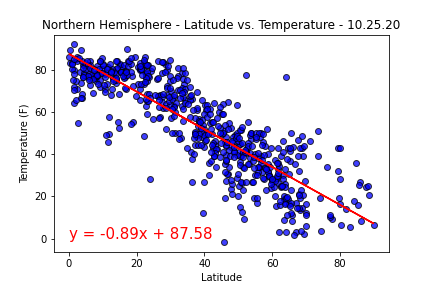 Northern Hemisphere - Latitude vs. Temperature - 10.25.20
Temperature (F)
80
60
40
20
0
y = -0.89x + 87.58
0 20 40 60 80
Latitude